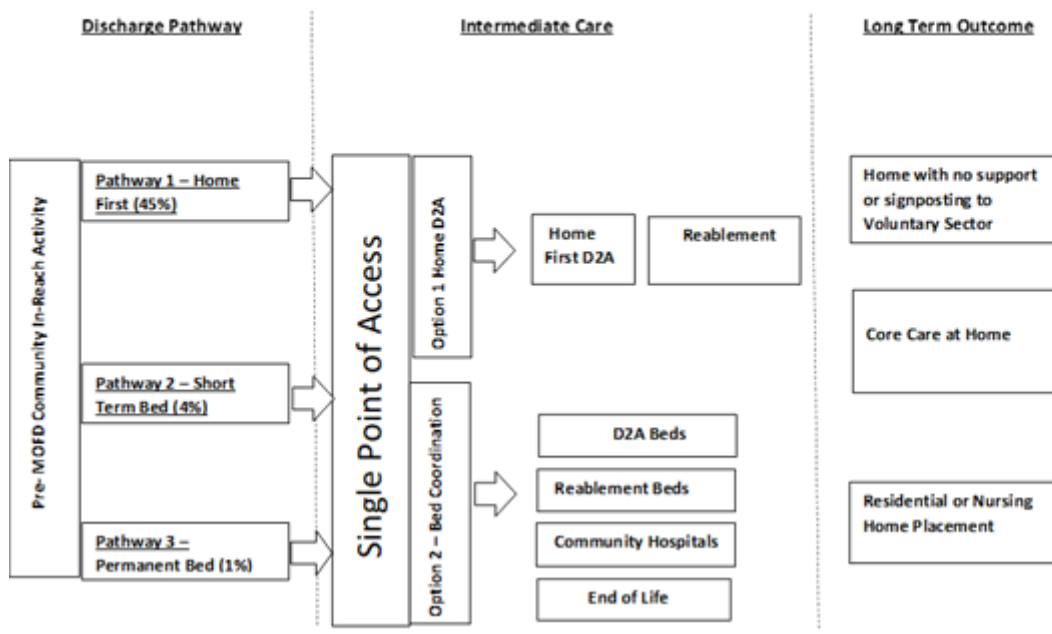 Discharge Pathway
Intermediate Care
Long Term Outcome
Pre- MOFD Community In-Reach Activity
Pathway 1 – Home
First (45%)
Pathway 2 – Short
Term Bed (4%)
Pathway 3 –
Permanent Bed (1%)
Single Point of Access
Option 1 Home D2A
Option 2 – Bed Coordination
Home
First D2A
Reablement
D2A Beds
Reablement Beds
Community Hospitals
End of Life
Home with no support
or signposting to
Voluntary Sector
Core Care at Home
Residential or Nursing
Home Placement